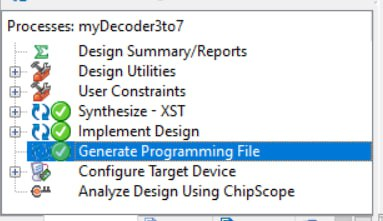 Processes: myDecoder3to7
Design Summary/Reports
Design Utilities
User Constraints
Synthesize - XST
Implement Design
Generate Programming File
Configure Target Device
Analyze Design Using ChipScope